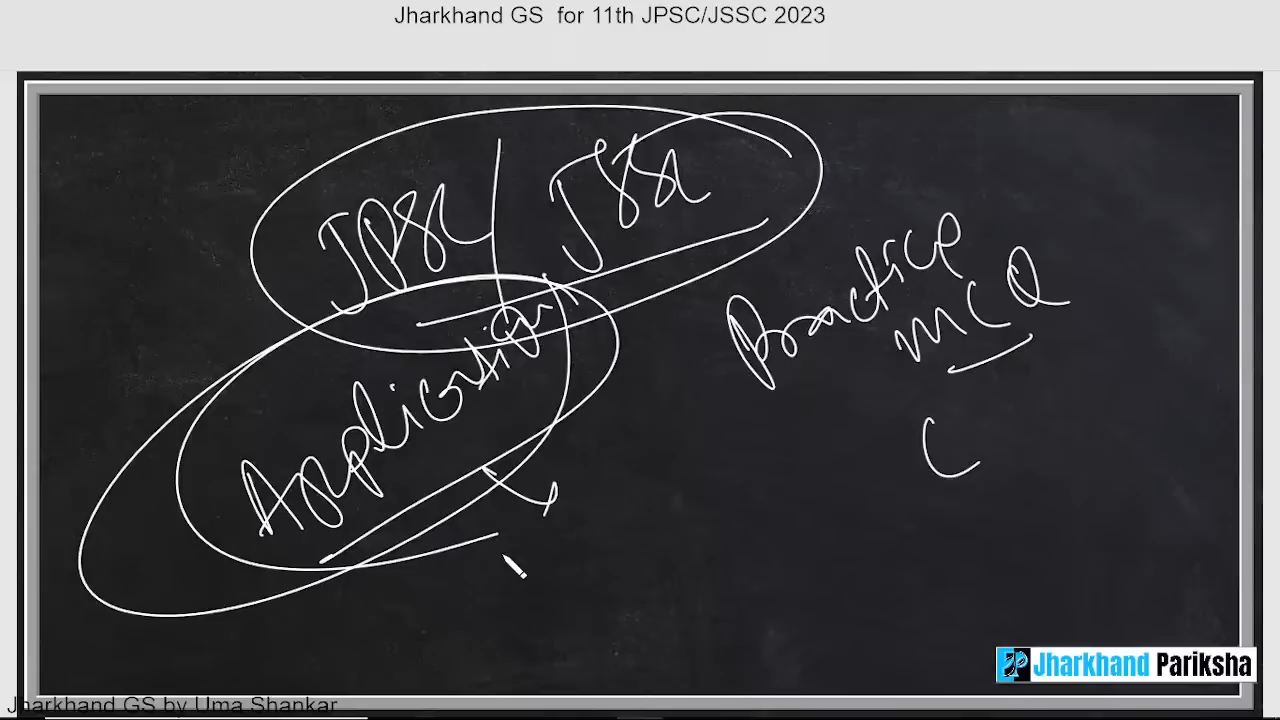 Jharkhand GS for 11th JPSC/JSSC 2023
JPSC/JSSC
Application
Practice
MCQ
Jharkhand Pariksha
Jharkhand GS by Uma Shankar